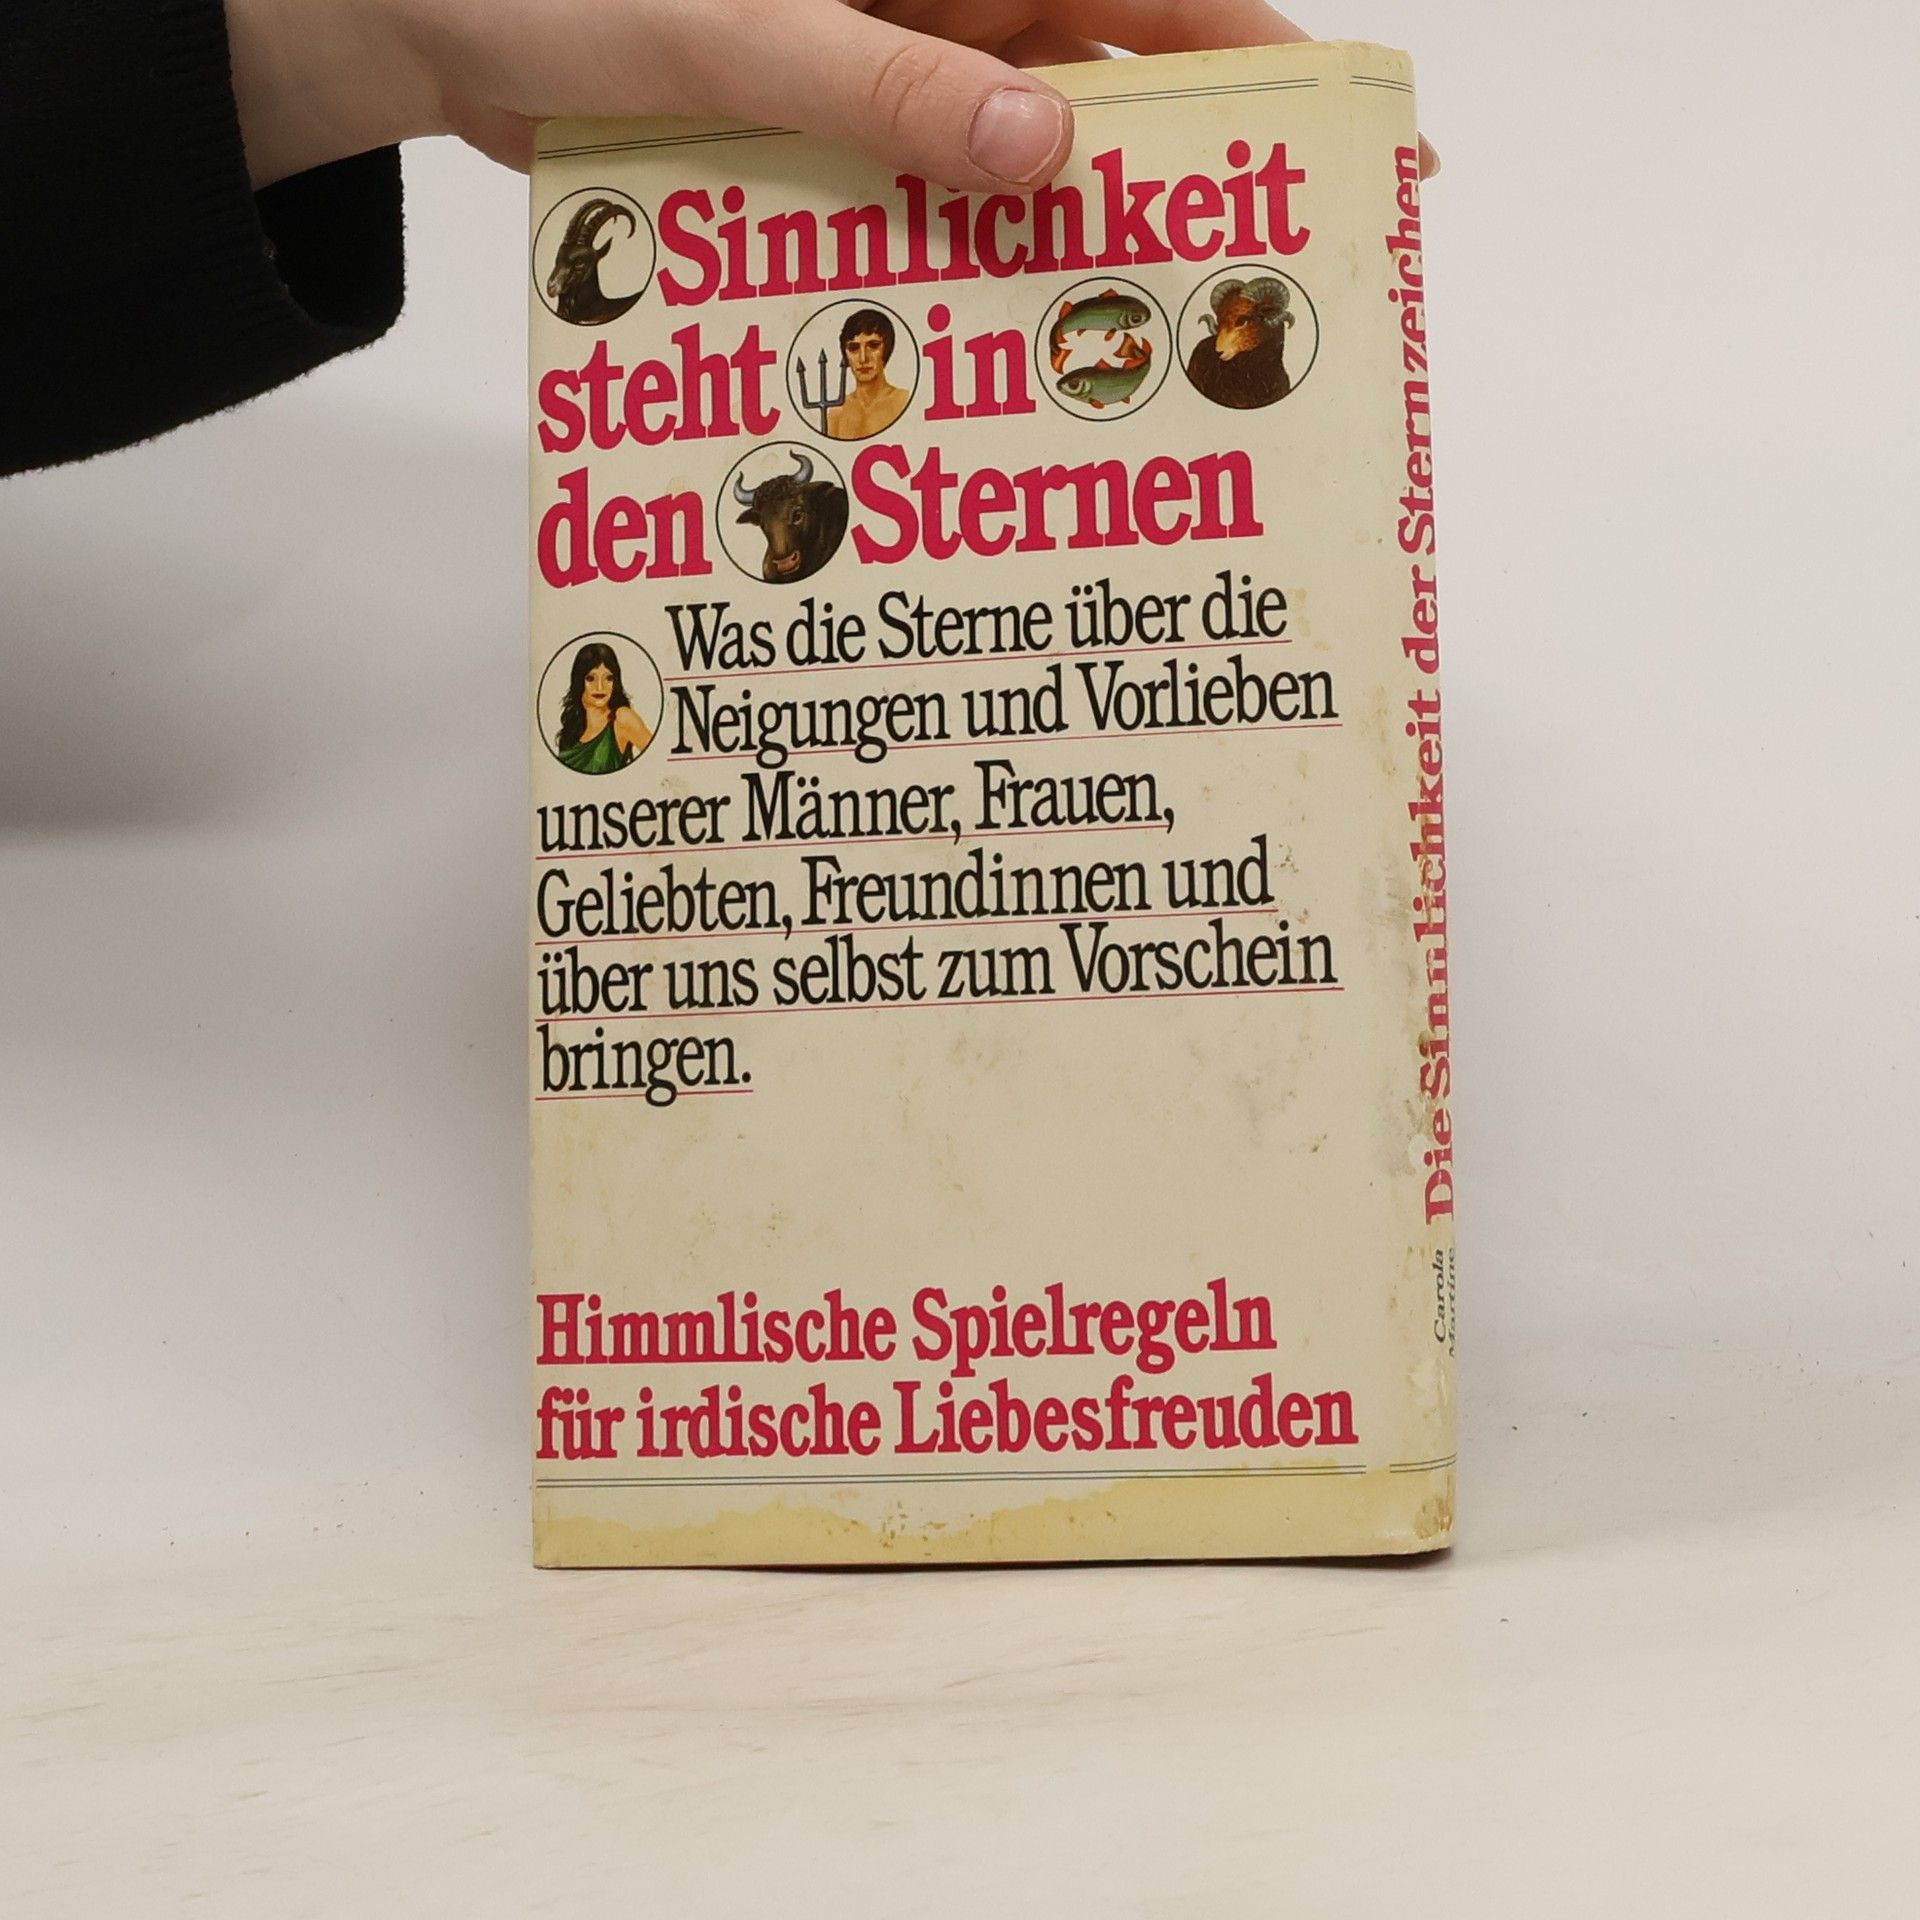 Sinnlichkeit
steht in
den Sternen
Was die Sterne über die
Neigungen und Vorlieben
unserer Männer, Frauen,
Geliebten, Freundinnen und
über uns selbst zum Vorschein
bringen.
Himmlische Spielregeln
für irdische Liebesfreuden
Carola
Martine
Die Sinnlichkeit der Sternzeichen